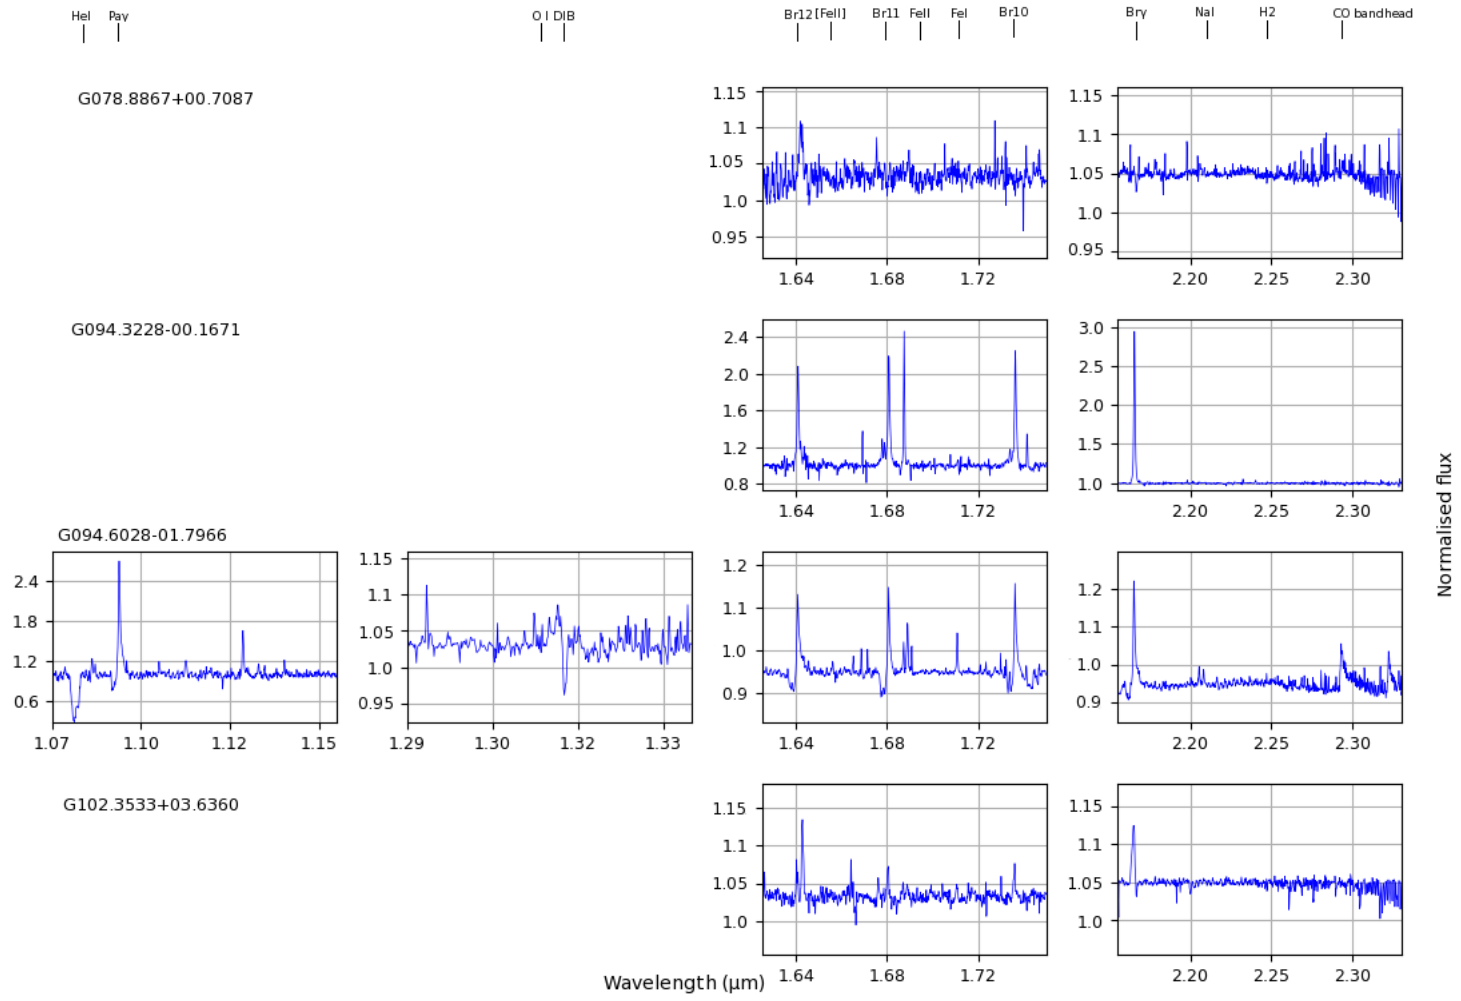 HeI Paγ O I DIB Br12 [FeII] Br11 FeII FeI Br10 Brγ NaI H2 CO bandhead
G078.8867+00.7087
1.15
1.1
1.05
1.0
0.95
1.64 1.68 1.72
1.15
1.1
1.05
1.0
0.95
2.20 2.25 2.30
G094.3228-00.1671
2.4
2.0
1.6
1.2
0.8
1.64 1.68 1.72
3.0
2.5
2.0
1.5
1.0
2.20 2.25 2.30
Normalised flux
G094.6028-01.7966
2.4
1.8
1.2
0.6
1.07 1.10 1.12 1.15
1.15
1.1
1.05
1.0
0.95
1.29 1.30 1.32 1.33
1.2
1.1
1.0
0.9
1.64 1.68 1.72
1.2
1.1
1.0
0.9
2.20 2.25 2.30
G102.3533+03.6360
1.15
1.1
1.05
1.0
1.64 1.68 1.72
1.15
1.1
1.05
1.0
2.20 2.25 2.30
Wavelength (μm)